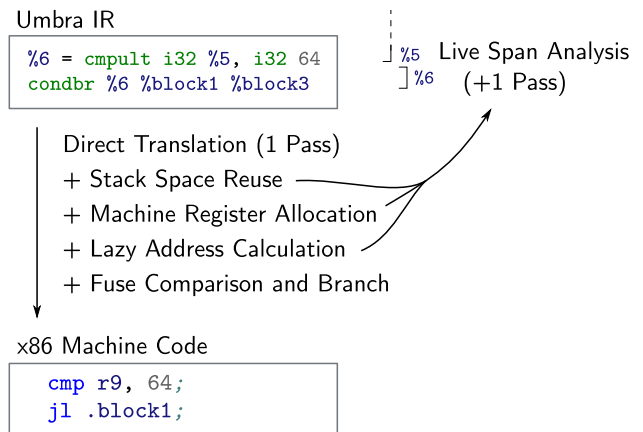 Umbra IR
%6 = cmpult i32 %5, i32 64
condbr %6 %block1 %block3
%5
%6
Live Span Analysis
(+1 Pass)
Direct Translation (1 Pass)
+ Stack Space Reuse
+ Machine Register Allocation
+ Lazy Address Calculation
+ Fuse Comparison and Branch
x86 Machine Code
cmp r9, 64;
jl .block1;